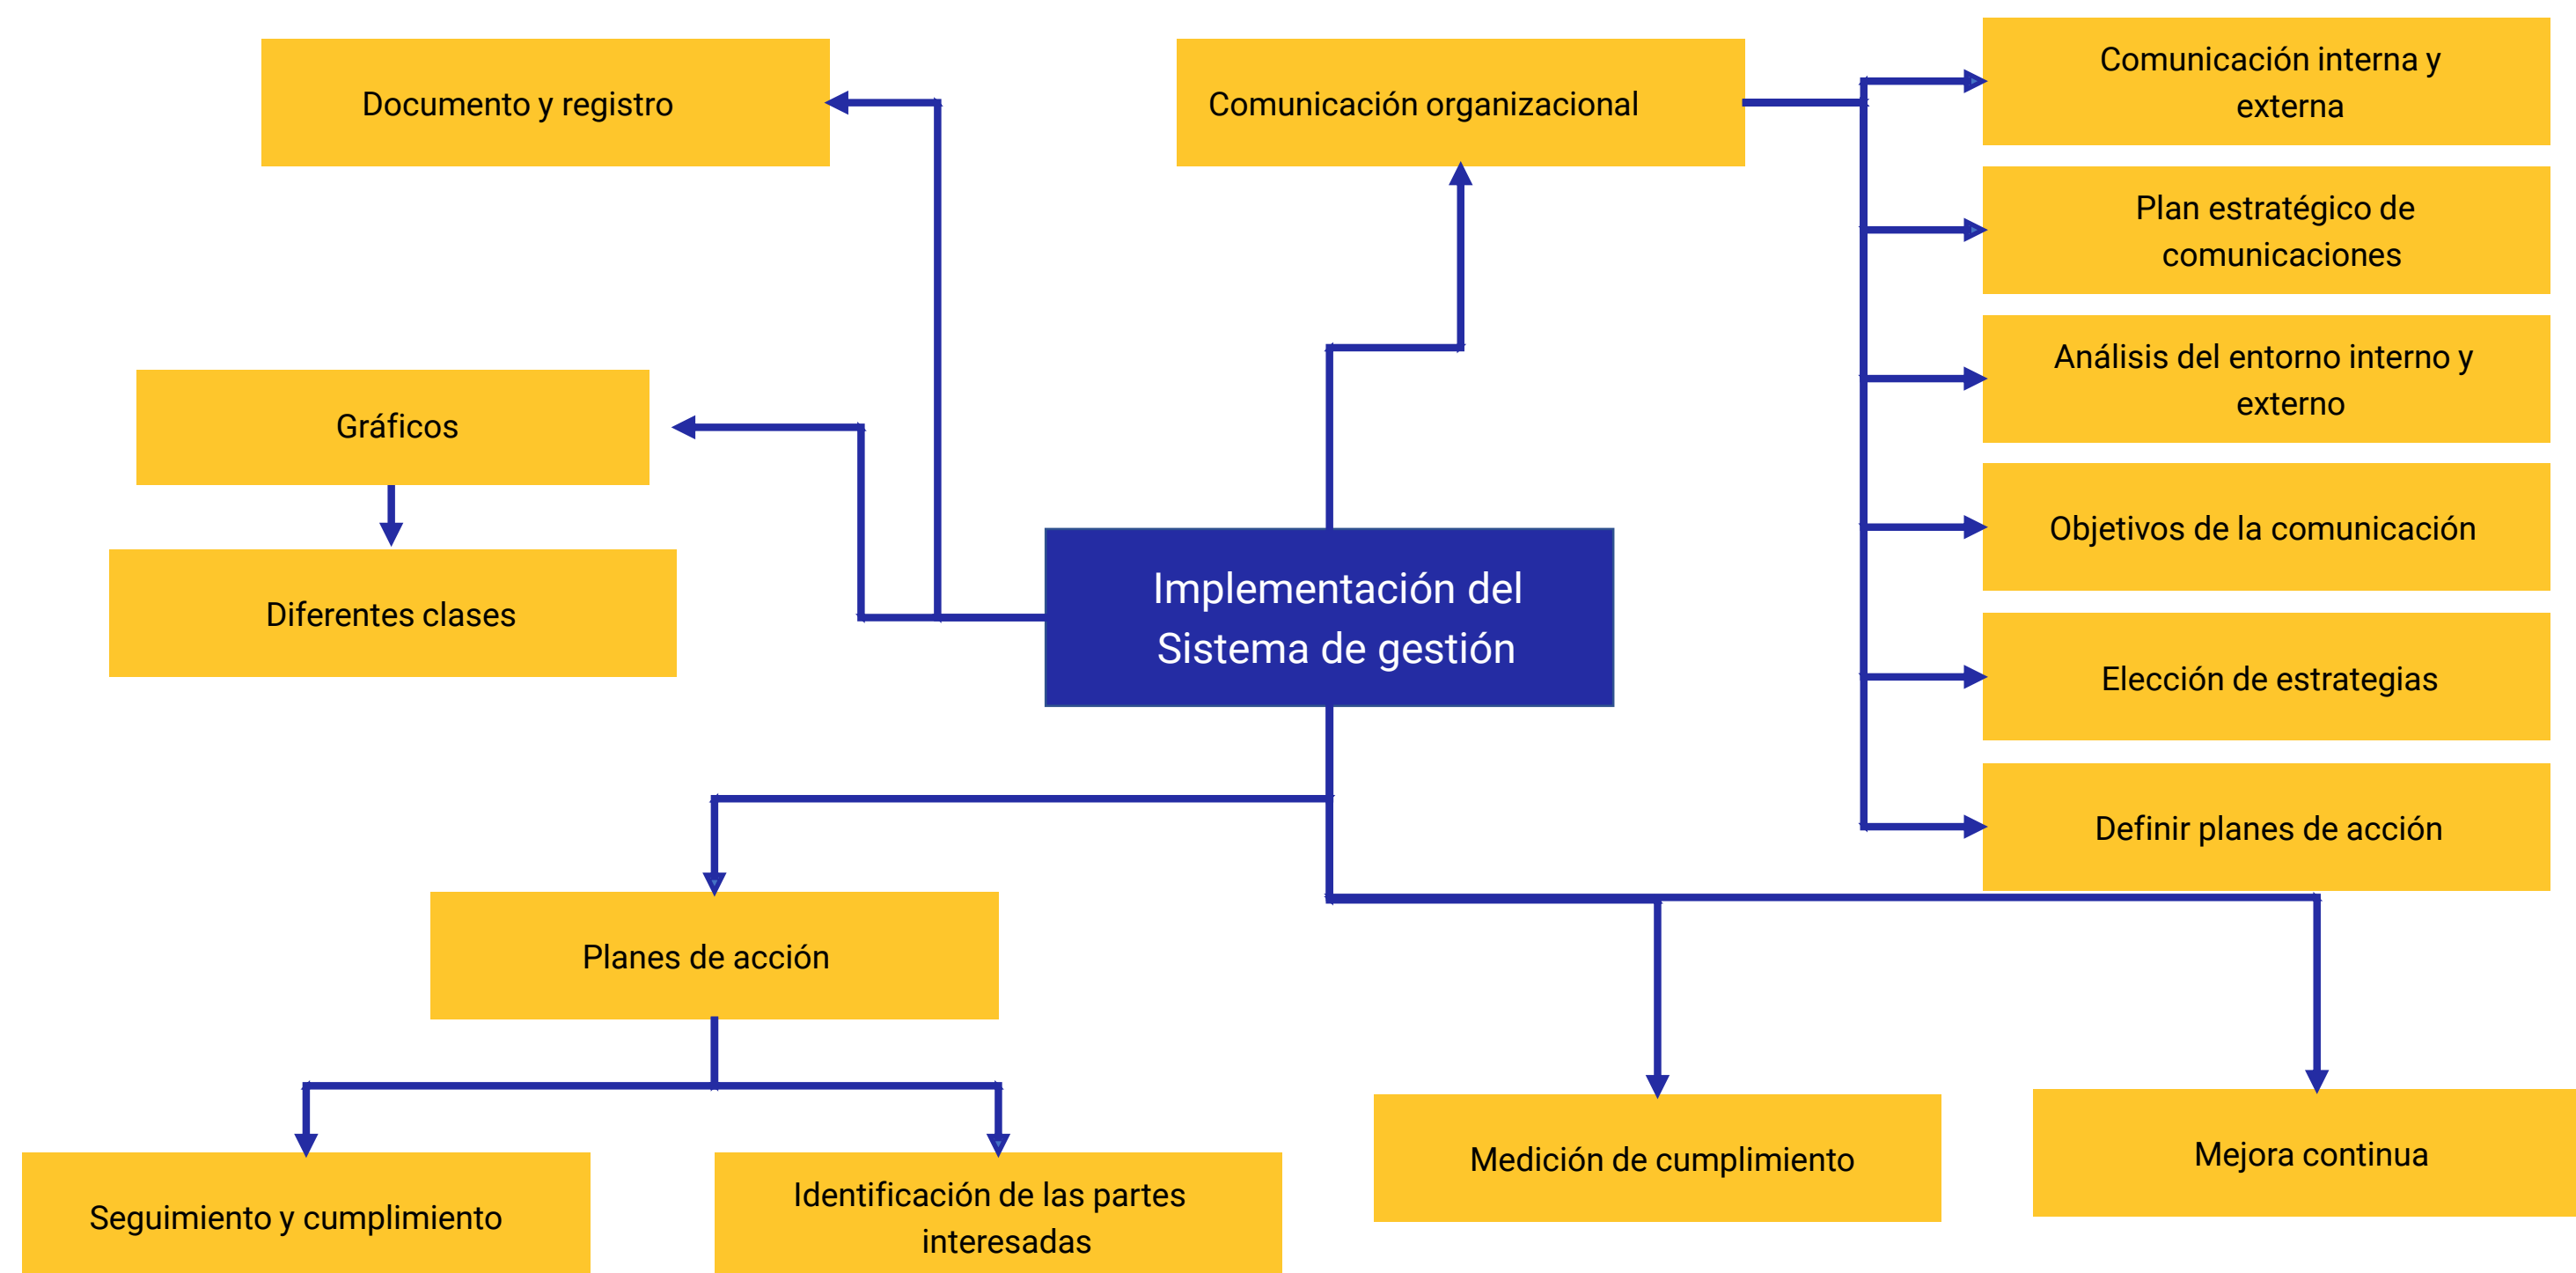 Documento y registro
Comunicación organizacional
Comunicación interna y
externa
Plan estratégico de
comunicaciones
Análisis del entorno interno y
externo
Objetivos de la comunicación
Elección de estrategias
Definir planes de acción
Gráficos
Diferentes clases
Implementación del
Sistema de gestión
Planes de acción
Seguimiento y cumplimiento
Identificación de las partes
interesadas
Medición de cumplimiento
Mejora continua